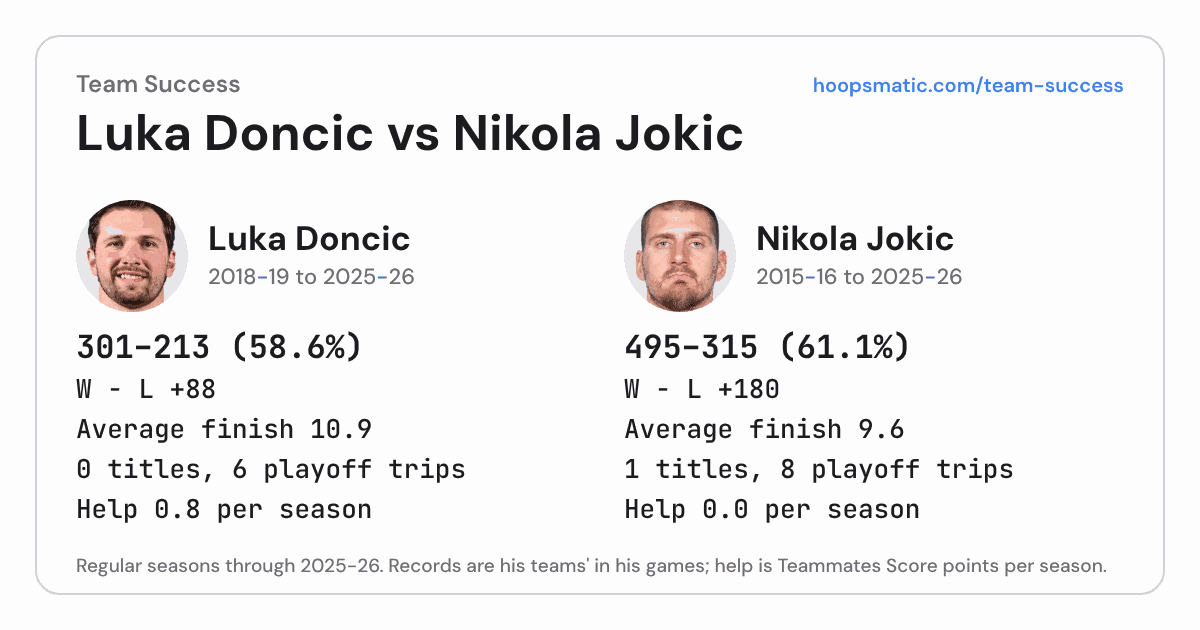 Team Success
hoopsmatic.com/team-success
Luka Doncic vs Nikola Jokic
Luka Doncic
2018-19 to 2025-26
301-213 (58.6%)
W - L +88
Average finish 10.9
0 titles, 6 playoff trips
Help 0.8 per season
Nikola Jokic
2015-16 to 2025-26
495-315 (61.1%)
W - L +180
Average finish 9.6
1 titles, 8 playoff trips
Help 0.0 per season
Regular seasons through 2025-26. Records are his teams' in his games; help is Teammates Score points per season.